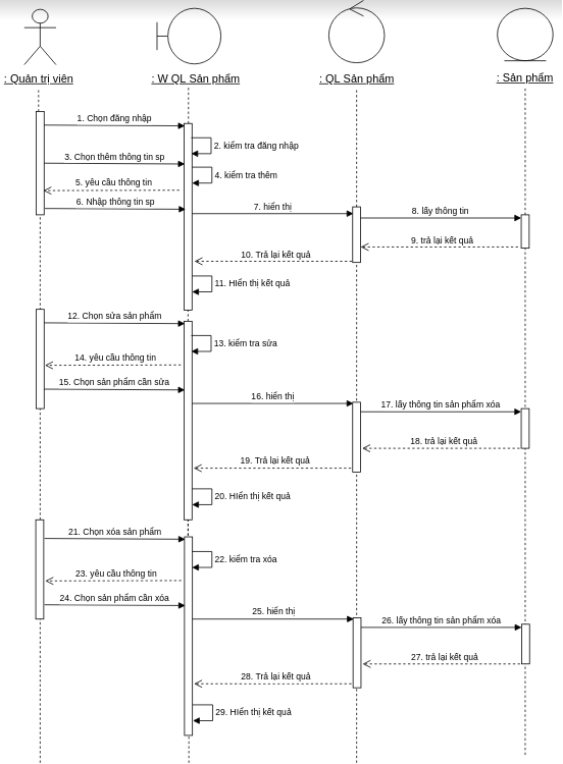 : Quản trị viên
: W QL Sản phẩm
: QL Sản phẩm
: Sản phẩm
1. Chọn đăng nhập
2. kiểm tra đăng nhập
3. Chọn thêm thông tin sp
4. kiểm tra thêm
5. yêu cầu thông tin
6. Nhập thông tin sp
7. hiển thị
8. lấy thông tin
9. trả lại kết quả
10. Trả lại kết quả
11. Hiển thị kết quả
12. Chọn sửa sản phẩm
13. kiểm tra sửa
14. yêu cầu thông tin
15. Chọn sản phẩm cần sửa
16. hiển thị
17. lấy thông tin sản phẩm xóa
18. trả lại kết quả
19. Trả lại kết quả
20. Hiển thị kết quả
21. Chọn xóa sản phẩm
22. kiểm tra xóa
23. yêu cầu thông tin
24. Chọn sản phẩm cần xóa
25. hiển thị
26. lấy thông tin sản phẩm xóa
27. trả lại kết quả
28. Trả lại kết quả
29. Hiển thị kết quả